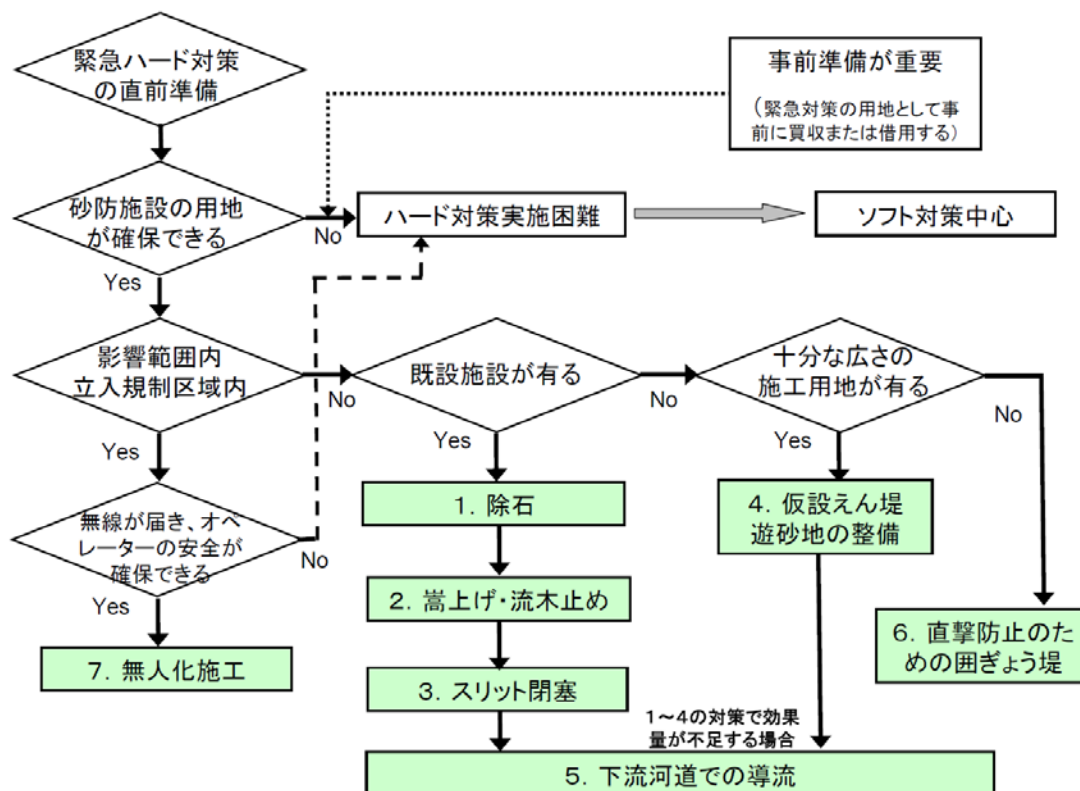 緊急ハード対策
の直前準備
事前準備が重要
(緊急対策の用地として事
前に買収または借用する)
砂防施設の用地
が確保できる
No
ハード対策実施困難
ソフト対策中心
Yes
影響範囲内
立入規制区域内
No
既設施設が有る
No
十分な広さの
施工用地が有る
No
Yes
Yes
Yes
無線が届き、オペ
レーターの安全が
確保できる
No
Yes
1．除石
4．仮設えん堤
遊砂地の整備
2．嵩上げ・流木止め
6．直撃防止のた
めの囲ぎょう堤
7．無人化施工
3．スリット閉塞
1～4の対策で効果
量が不足する場合
5．下流河道での導流